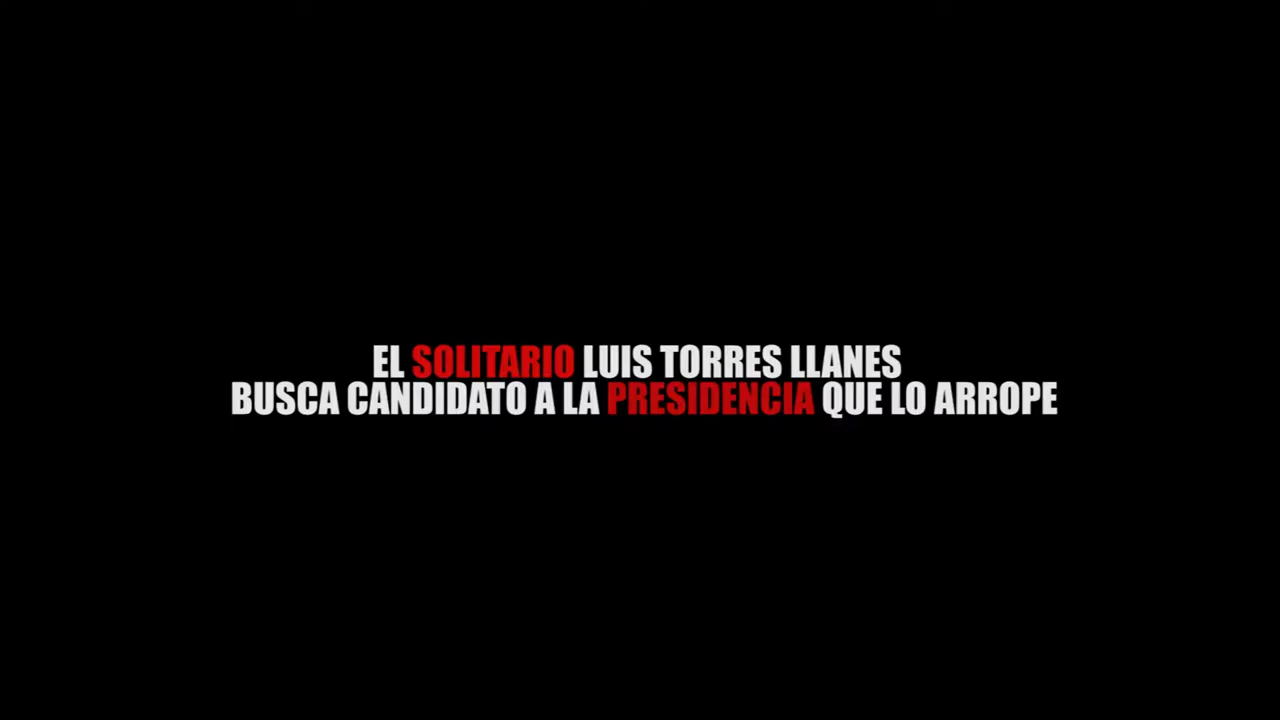 EL SOLITARIO LUIS TORRES LLANES
BUSCA CANDIDATO A LA PRESIDENCIA QUE LO ARROPE